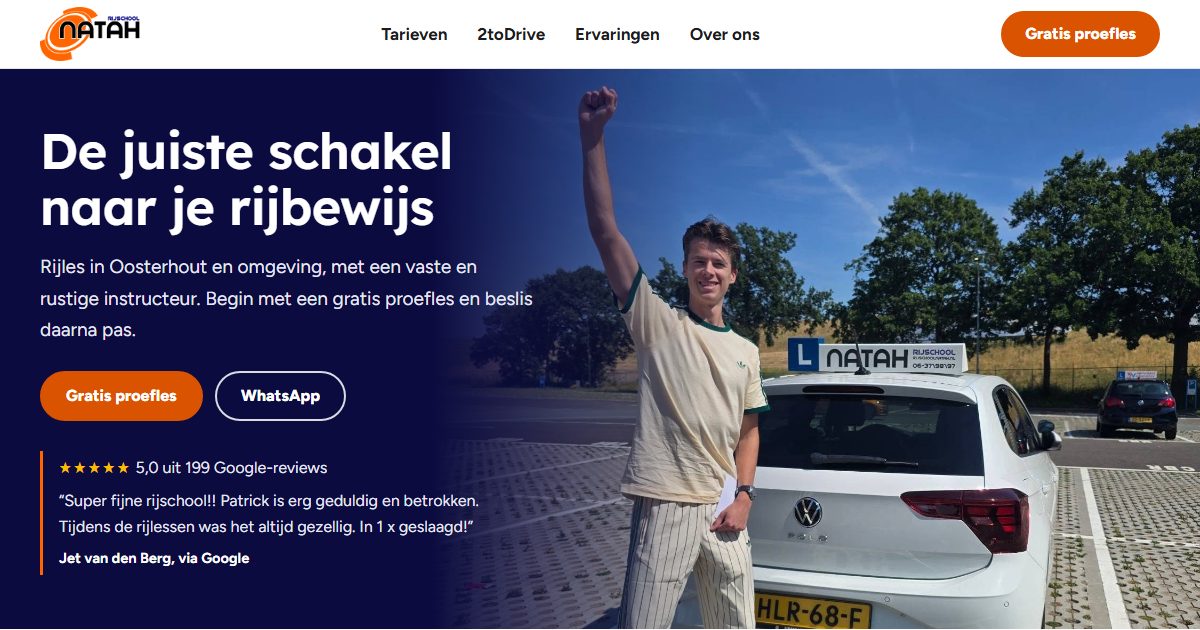 RIJSCHOOL
NATAH
Tarieven
2toDrive
Ervaringen
Over ons
Gratis proefles
De juiste schakel
naar je rijbewijs
Rijles in Oosterhout en omgeving, met een vaste en
rustige instructeur. Begin met een gratis proefles en beslis
daarna pas.
Gratis proefles
WhatsApp
★★★★★ 5,0 uit 199 Google-reviews
“Super fijne rijschool!! Patrick is erg geduldig en betrokken.
Tijdens de rijlessen was het altijd gezellig. In 1 x geslaagd!”
Jet van den Berg, via Google
L
NATAH
RIJSCHOOL
POLO
HLR-68-F
L